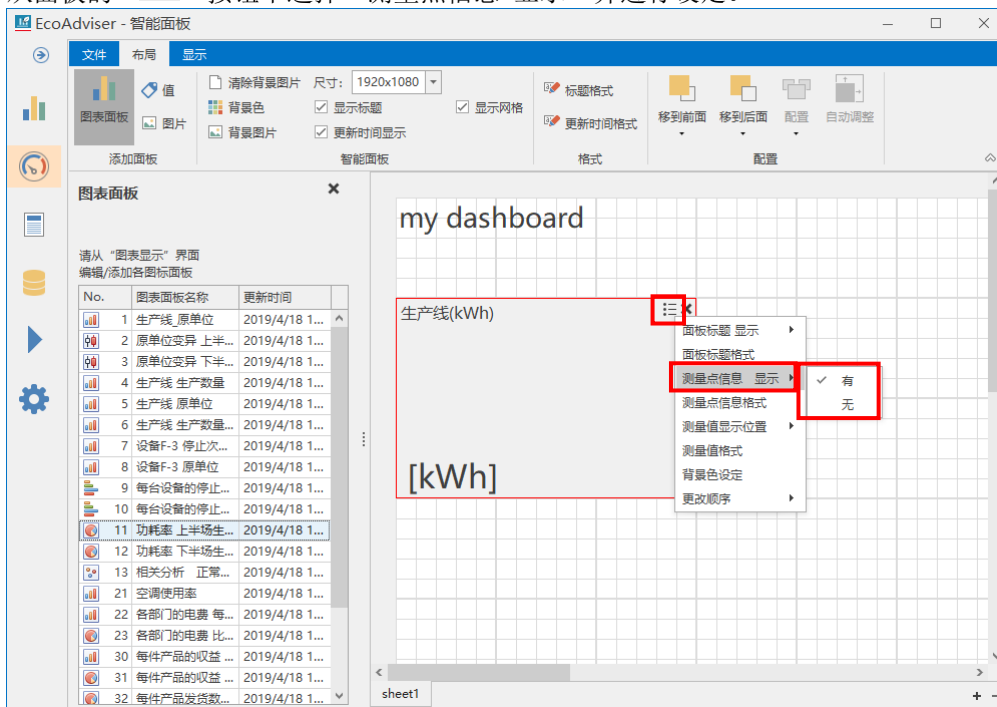 EcoAdviser - 智能面板
文件 布局 显示
图表面板
值
图片
添加面板
清除背景图片 尺寸: 1920x1080
背景色 显示标题 显示网格
背景图片 更新时间显示
智能面板
标题格式
更新时间格式
格式
移到前面 移到后面 配置 自动调整
配置
图表面板
请从“图表显示”界面
编辑/添加各图标面板
No. 图表面板名称 更新时间
1 生产线_原单位 2019/4/18 1...
2 原单位变异 上半... 2019/4/18 1...
3 原单位变异 下半... 2019/4/18 1...
4 生产线 生产数量 2019/4/18 1...
5 生产线 原单位 2019/4/18 1...
6 生产线 生产数量... 2019/4/18 1...
7 设备F-3 停止次... 2019/4/18 1...
8 设备F-3 原单位 2019/4/18 1...
9 每台设备的停止... 2019/4/18 1...
10 每台设备的停止... 2019/4/18 1...
11 功耗率 上半场生... 2019/4/18 1...
12 功耗率 下半场生... 2019/4/18 1...
13 相关分析 正常... 2019/4/18 1...
21 空调使用率 2019/4/18 1...
22 各部门的电费 每... 2019/4/18 1...
23 各部门的电费 比... 2019/4/18 1...
30 每件产品的收益 ... 2019/4/18 1...
31 每件产品的收益 ... 2019/4/18 1...
32 每件产品发货数... 2019/4/18 1...
my dashboard
生产线(kWh)
[kWh]
面板标题 显示
面板标题格式
测量点信息 显示
测量点信息格式
测量值显示位置
测量值格式
背景色设定
更改顺序
有
无
sheet1